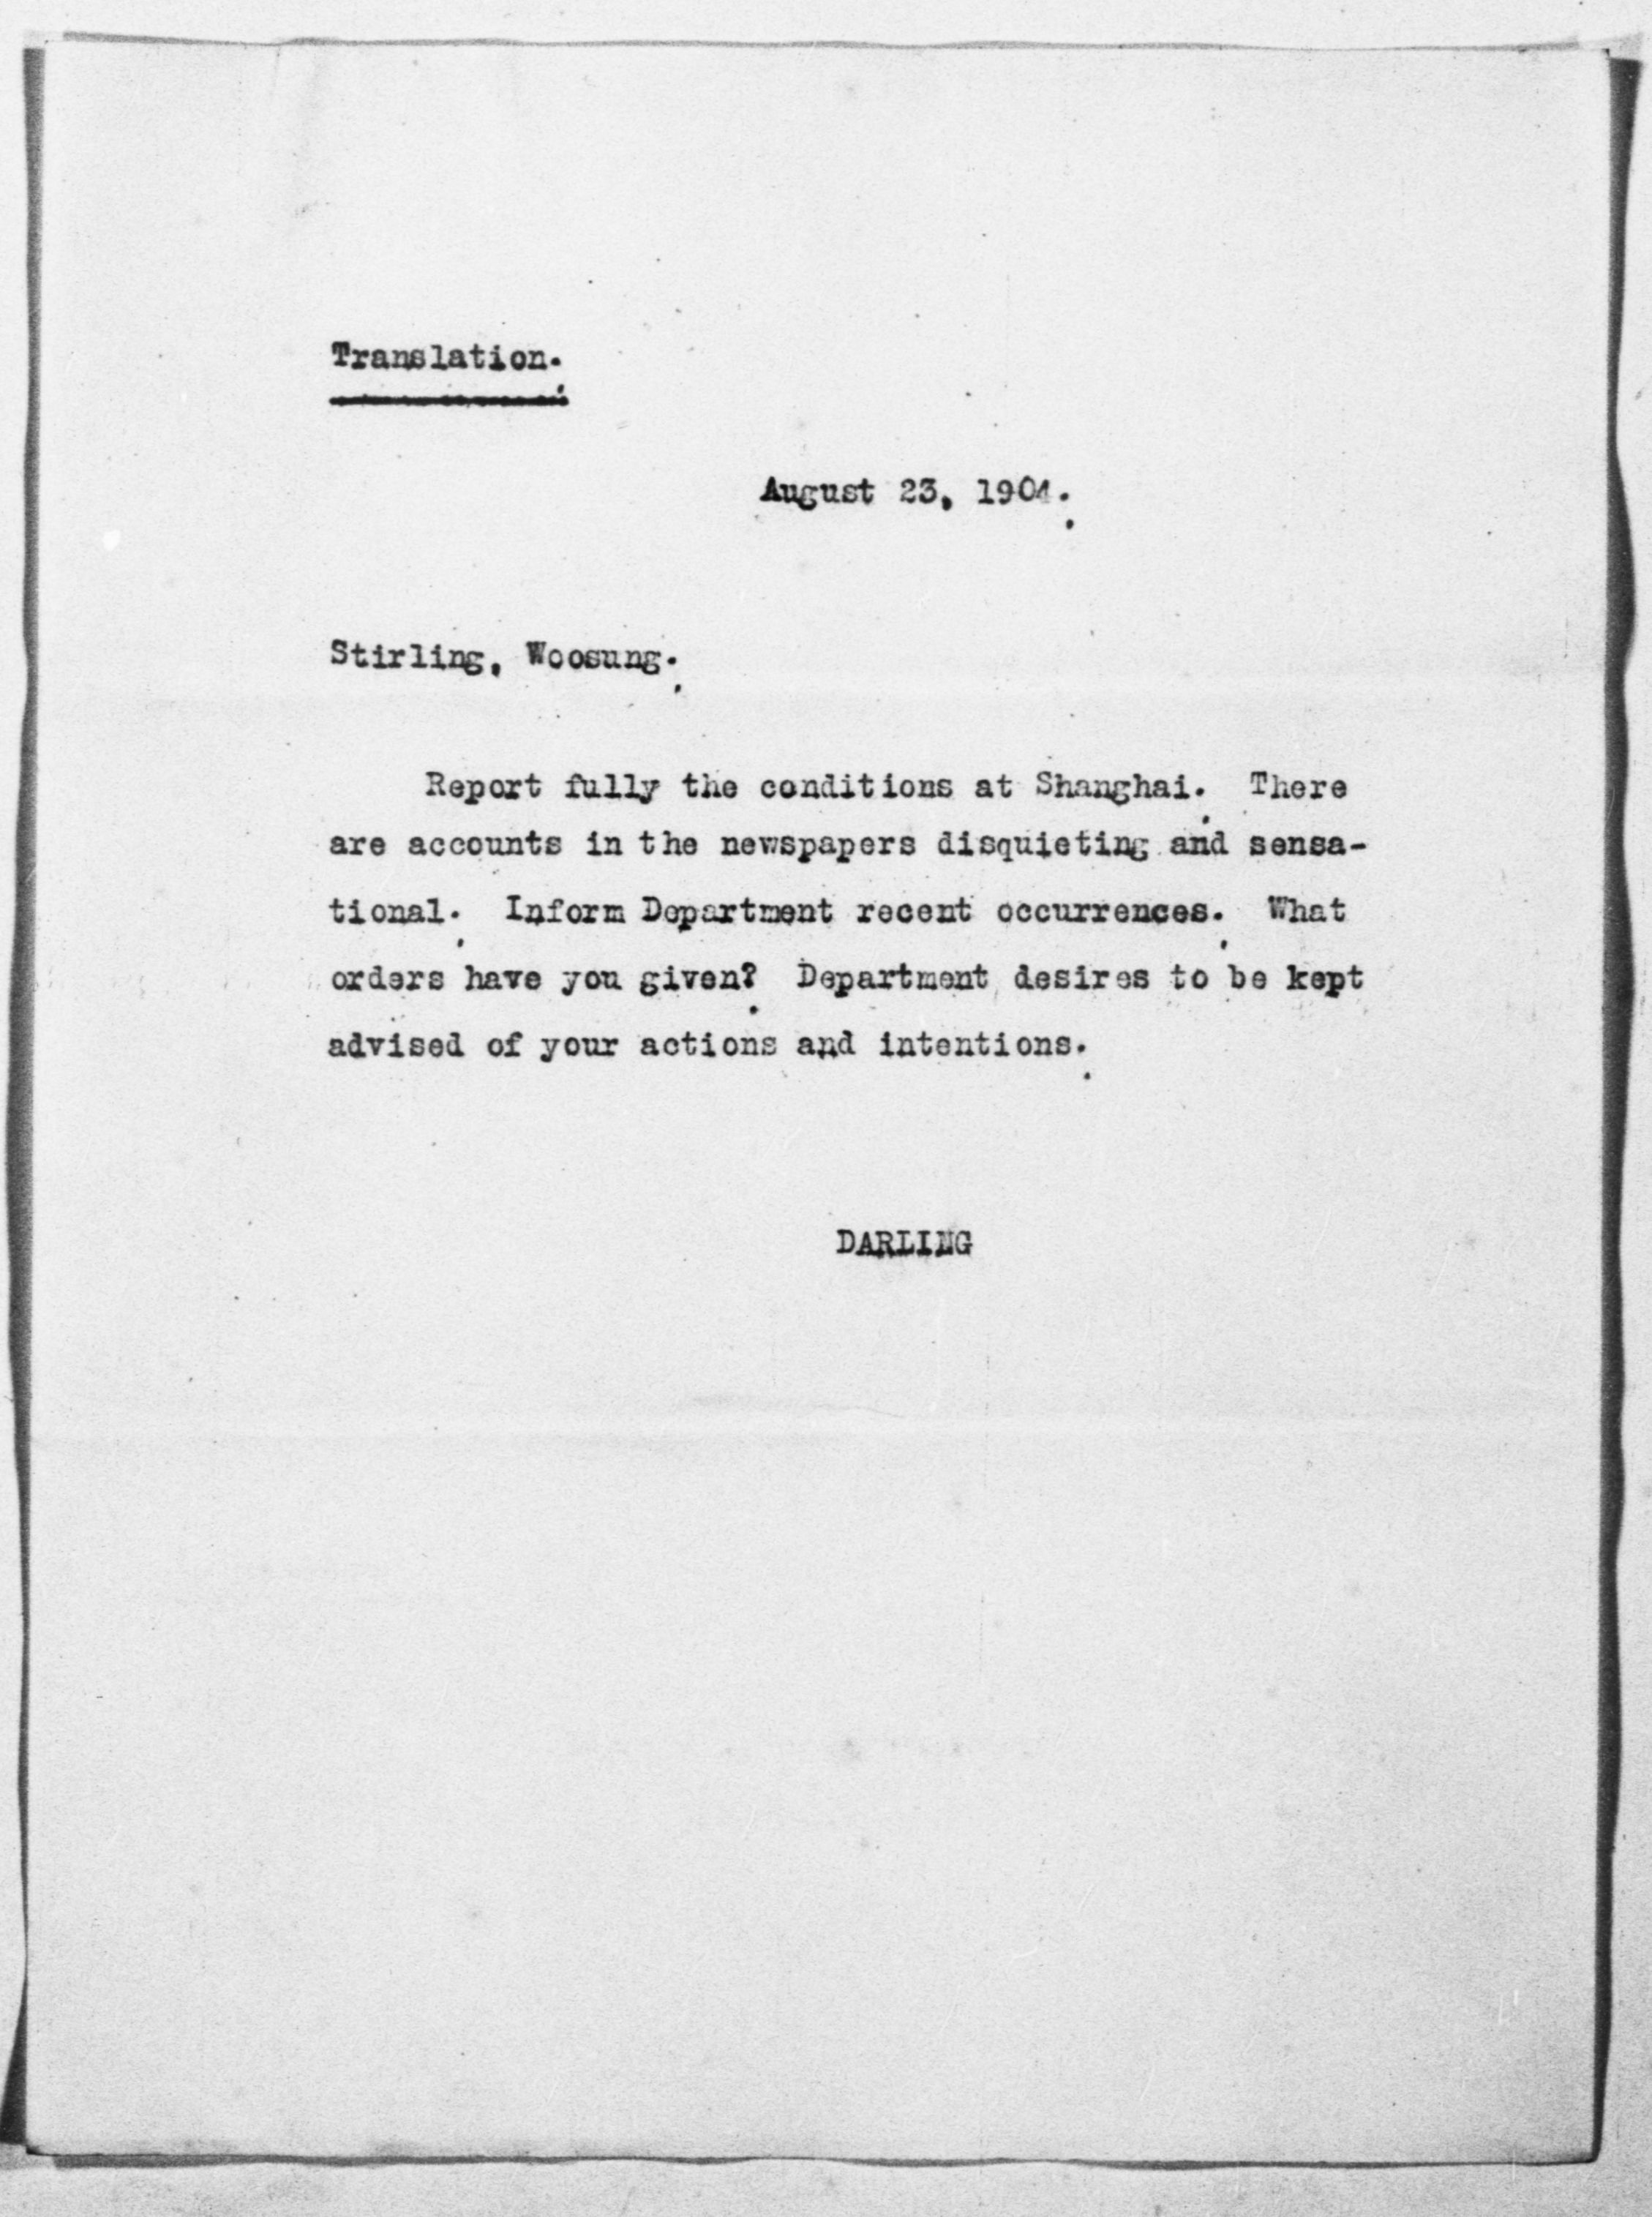 Translation.
August 23, 1904.
Stirling, Woosung.
Report fully the conditions at Shanghai. There
are accounts in the newspapers disquieting and sensa-
tional. Inform Department recent occurrences. What
orders have you given? Department desires to be kept
advised of your actions and intentions.
DARLING